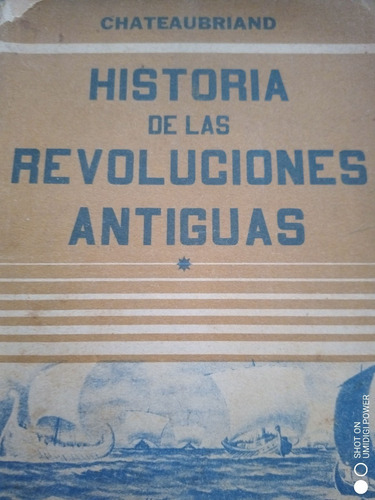 CHATEAUBRIAND
HISTORIA
DE LAS
REVOLUCIONES
ANTIGUAS
SHOT ON
UMIDIGI POWER